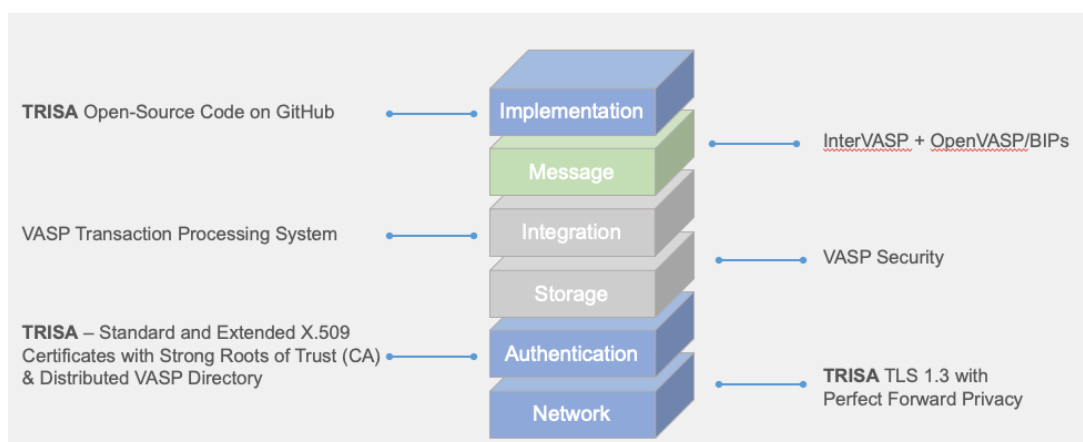 TRISA Open-Source Code on GitHub
Implementation
InterVASP + OpenVASP/BIPs
Message
VASP Transaction Processing System
Integration
VASP Security
Storage
TRISA – Standard and Extended X.509
Certificates with Strong Roots of Trust (CA)
& Distributed VASP Directory
Authentication
TRISA TLS 1.3 with
Perfect Forward Privacy
Network